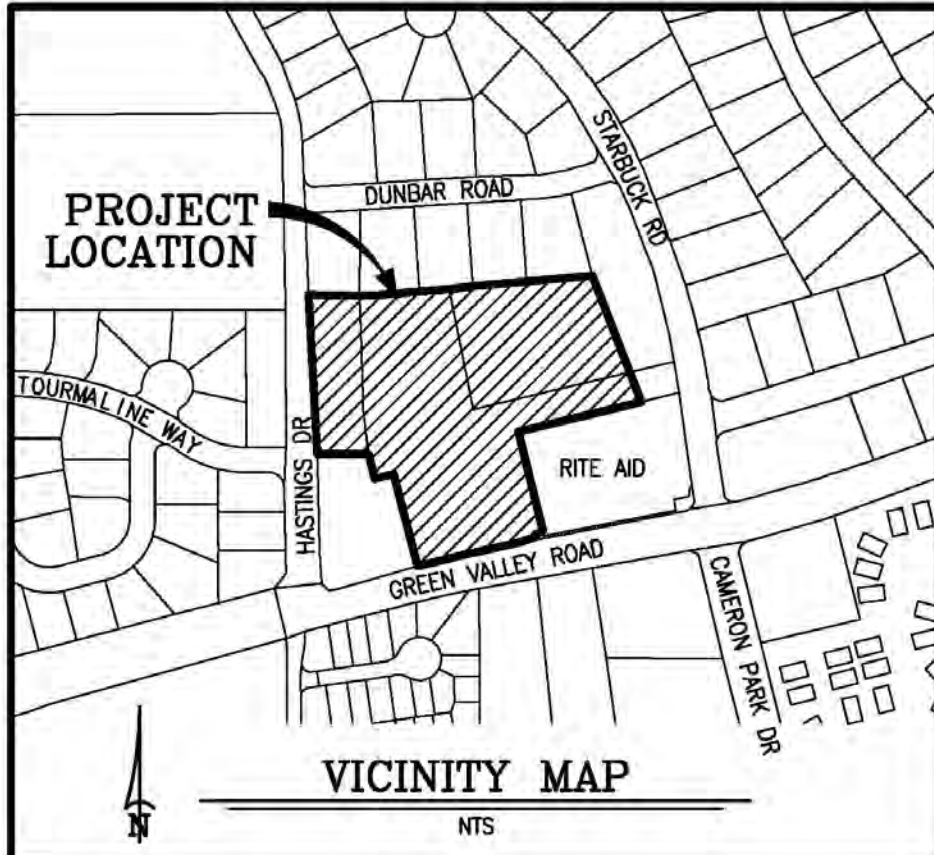 STARBUCK RD
DUNBAR ROAD
PROJECT
LOCATION
TOURMALINE WAY
HASTINGS DR
RITE AID
GREEN VALLEY ROAD
CAMERON PARK DR
VICINITY MAP
NTS
N